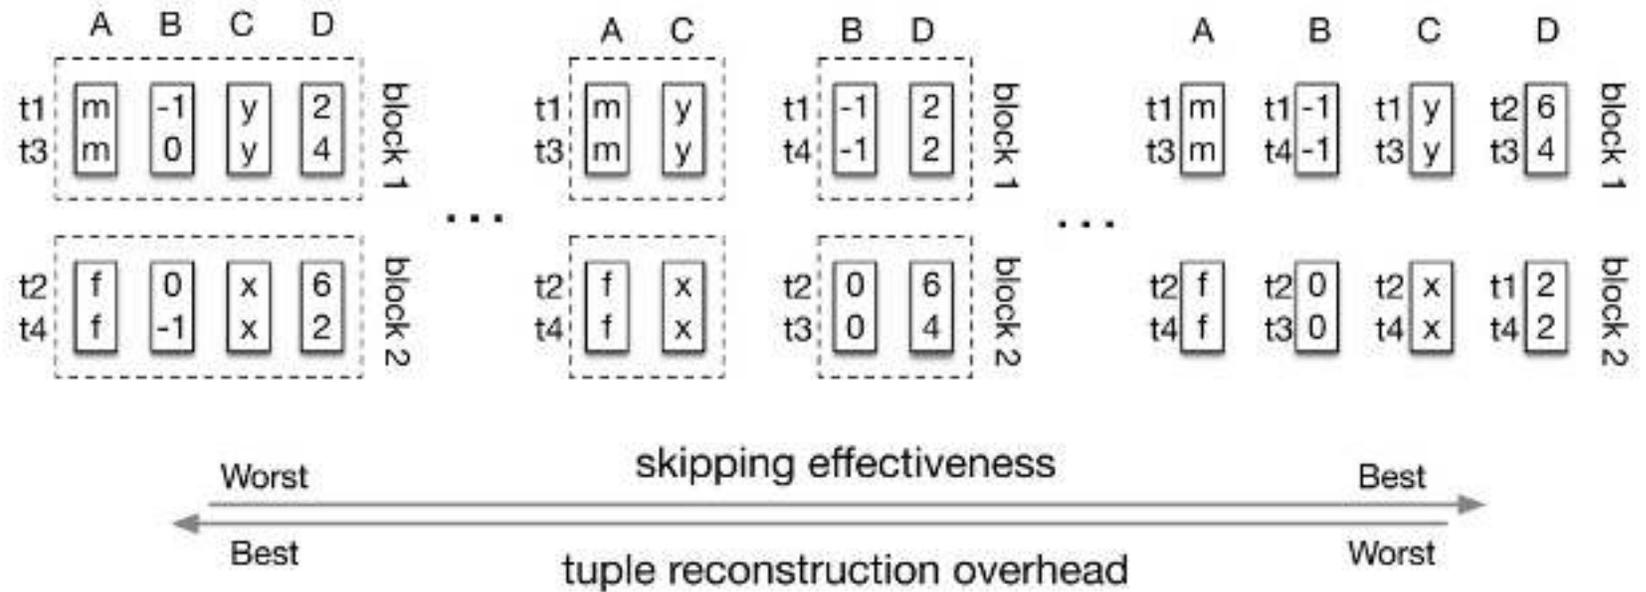 A B C D
t1 m -1 y 2
t3 m 0 y 4
block 1
t2 f 0 x 6
t4 f -1 x 2
block 2
...
A C
t1 m y
t3 m y
t2 f x
t4 f x
B D
t1 -1 2
t4 -1 2
block 1
t2 0 6
t3 0 4
block 2
...
A B C D
t1 m t1 -1 t1 y t2 6
t3 m t4 -1 t3 y t3 4
block 1
t2 f t2 0 t2 x t1 2
t4 f t3 0 t4 x t4 2
block 2
Worst skipping effectiveness Best
Best tuple reconstruction overhead Worst